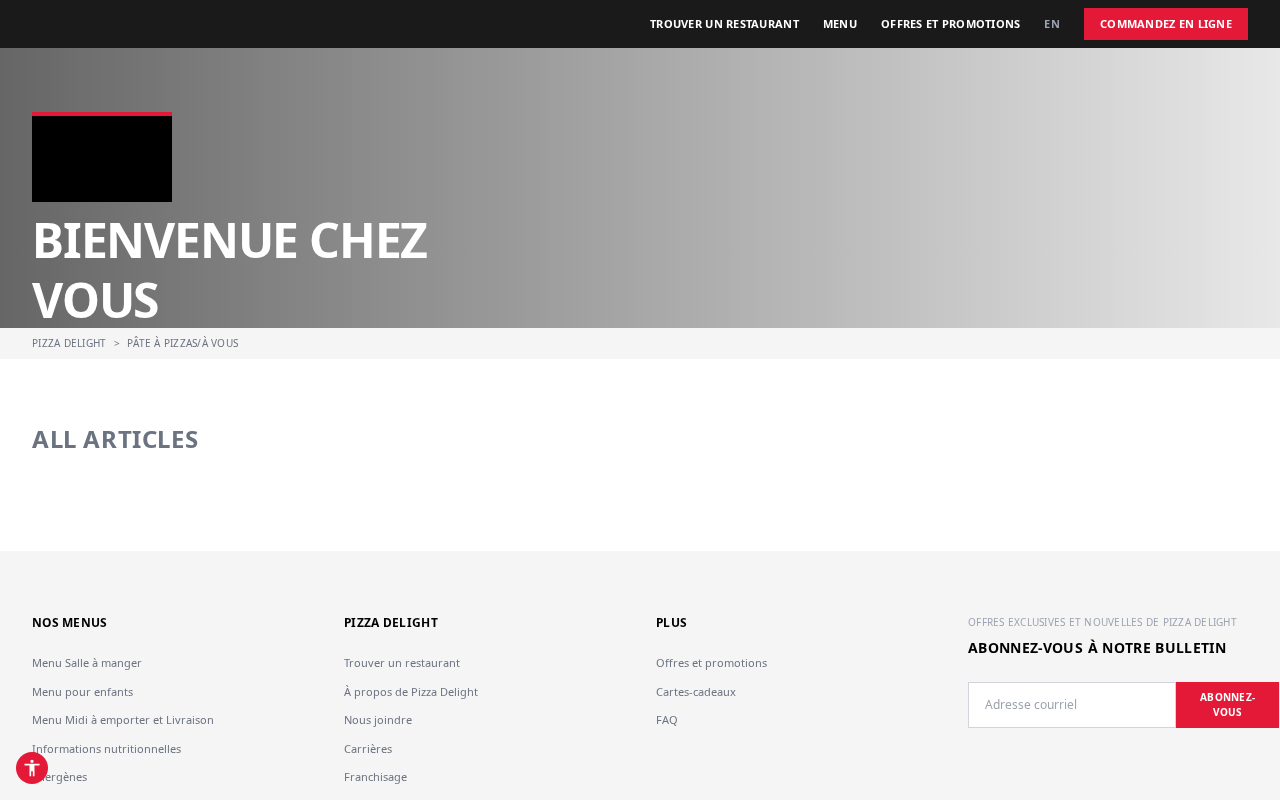 TROUVER UN RESTAURANT MENU OFFRES ET PROMOTIONS EN COMMANDEZ EN LIGNE
BIENVENUE CHEZ
VOUS
PIZZA DELIGHT > PÂTE À PIZZAS/À VOUS
ALL ARTICLES
NOS MENUS
Menu Salle à manger
Menu pour enfants
Menu Midi à emporter et Livraison
Informations nutritionnelles
PIZZA DELIGHT
Trouver un restaurant
À propos de Pizza Delight
Nous joindre
Carrières
Franchisage
PLUS
Offres et promotions
Cartes-cadeaux
FAQ
OFFRES EXCLUSIVES ET NOUVELLES DE PIZZA DELIGHT
ABONNEZ-VOUS À NOTRE BULLETIN
Adresse courriel
ABONNEZ-
VOUS